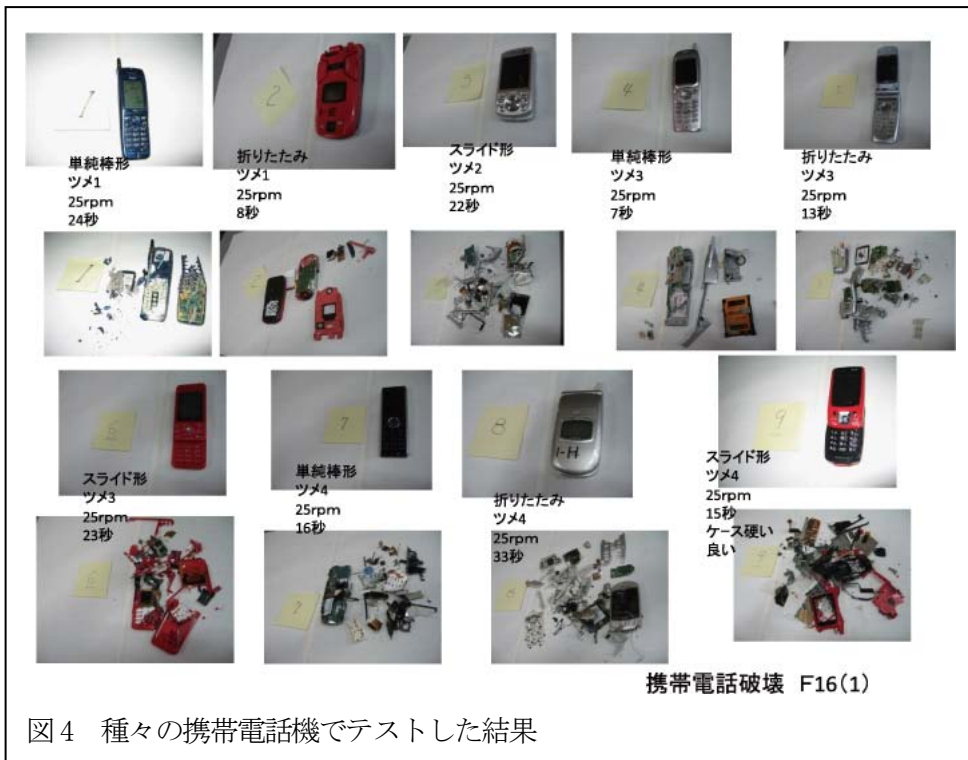 1
単純棒形
ツメ1
25rpm
24秒
2
折りたたみ
ツメ1
25rpm
8秒
3
スライド形
ツメ2
25rpm
22秒
4
単純棒形
ツメ3
25rpm
7秒
折りたたみ
ツメ3
25rpm
13秒
1
6
スライド形
ツメ3
25rpm
23秒
7
単純棒形
ツメ4
25rpm
16秒
8
I-H
折りたたみ
ツメ4
25rpm
33秒
9
スライド形
ツメ4
25rpm
15秒
ケース硬い
良い
6
7
8
9
携帯電話破壊 F16(1)
図4 種々の携帯電話機でテストした結果